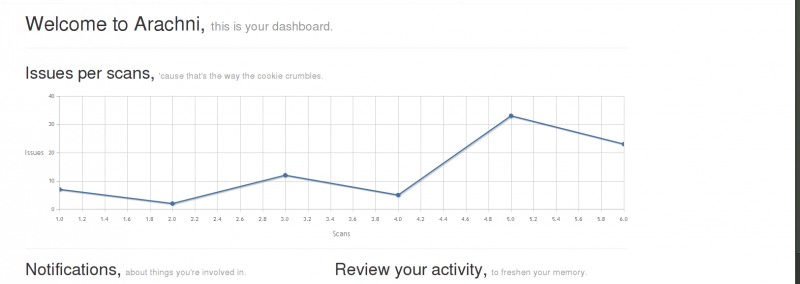 Welcome to Arachni, this is your dashboard.
Issues per scans, 'cause that's the way the cookie crumbles.
40
30
Issues 20
10
0
1.0 1.2 1.4 1.6 1.8 2.0 2.2 2.4 2.6 2.8 3.0 3.2 3.4 3.6 3.8 4.0 4.2 4.4 4.6 4.8 5.0 5.2 5.4 5.6 5.8 6.0
Scans
Notifications, about things you're involved in. Review your activity, to freshen your memory.